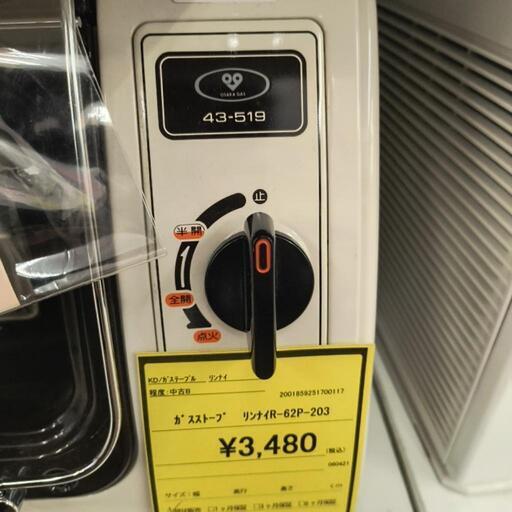 OSAKA GAS
43-519
止
半開
全開
点火
KD/ｶﾞｽﾃｰﾌﾞﾙ ﾘﾝﾅｲ
程度:中古B
2001859251700117
ｶﾞｽｽﾄｰﾌﾞ ﾘﾝﾅｲR-62P-203
¥3,480 (税込)
080421
サイズ:幅 奥行 高さ cm